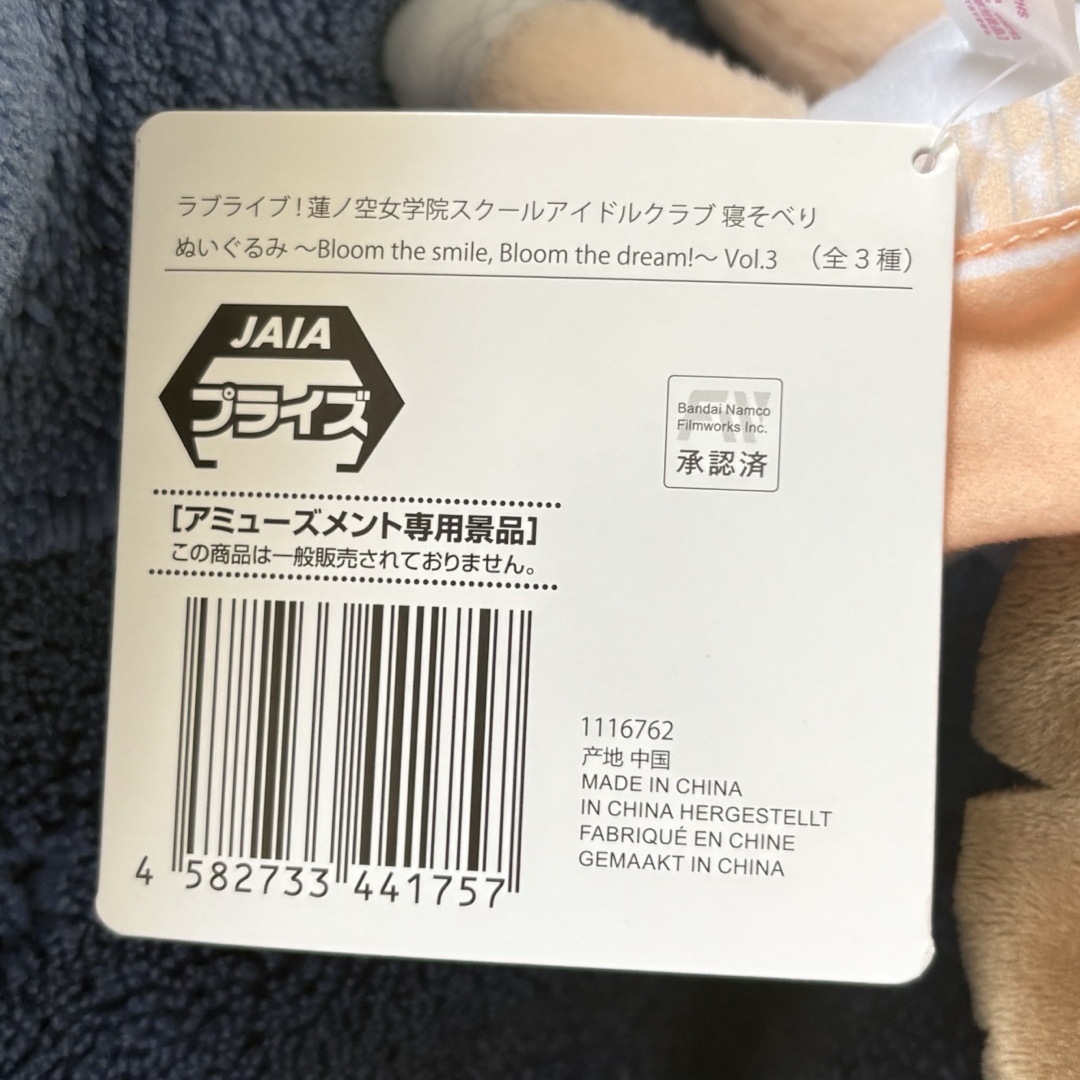 ラブライブ!蓮ノ空女学院スクールアイドルクラブ 寝そべり
ぬいぐるみ ～Bloom the smile, Bloom the dream!～ Vol.3 （全３種）
JAIA
プライズ
Bandai Namco
Filmworks Inc.
承認済
[アミューズメント専用景品]
この商品は一般販売されておりません。
4 582733 441757
1116762
产地 中国
MADE IN CHINA
IN CHINA HERGESTELLT
FABRIQUÉ EN CHINE
GEMAAKT IN CHINA